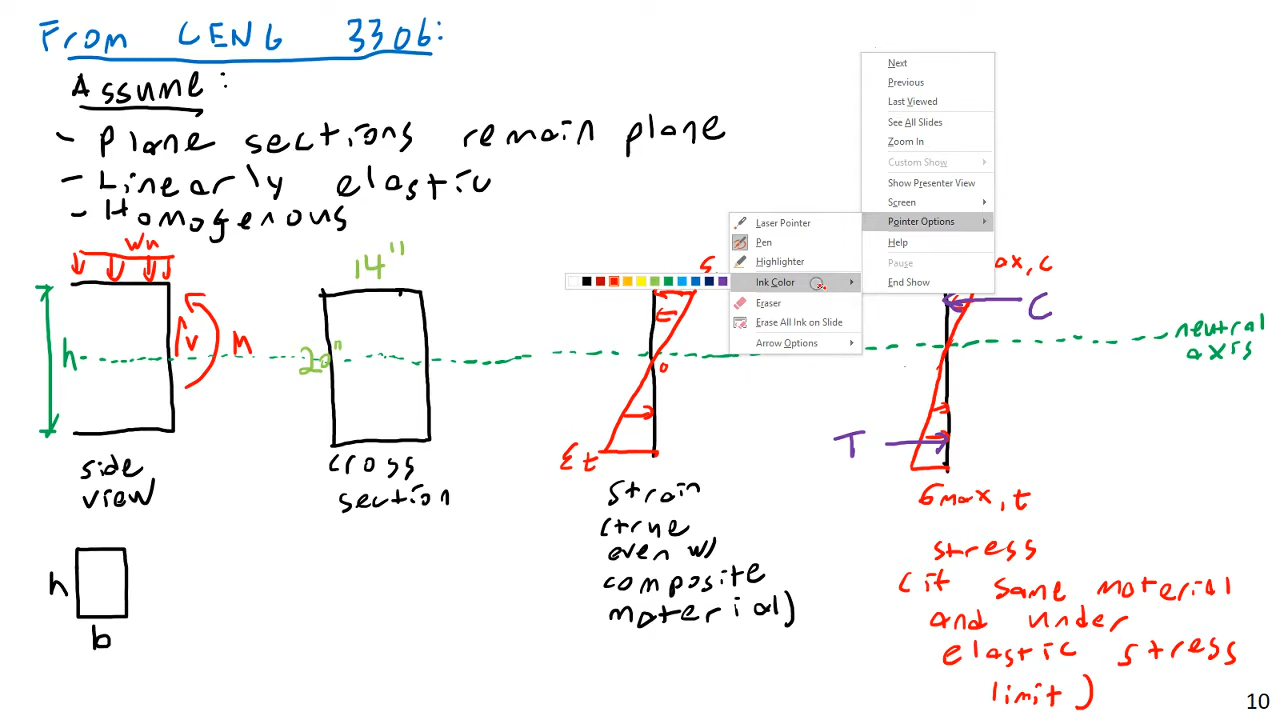 From CENG 3306:
Assume:
- Plane sections remain plane
- Linearly elastic
- Homogenous
Wn
14"
h
V
M
20"
0
max, c
C
neutral
axis
T
εt
side
view
cross
section
strain
(true
even w/
composite
material)
σmax, t
stress
(if same material
and under
elastic stress
limit)
h
b
Next
Previous
Last Viewed
See All Slides
Zoom In
Custom Show
Show Presenter View
Screen
Pointer Options
Help
Pause
End Show
Laser Pointer
Pen
Highlighter
Ink Color
Eraser
Erase All Ink on Slide
Arrow Options
10